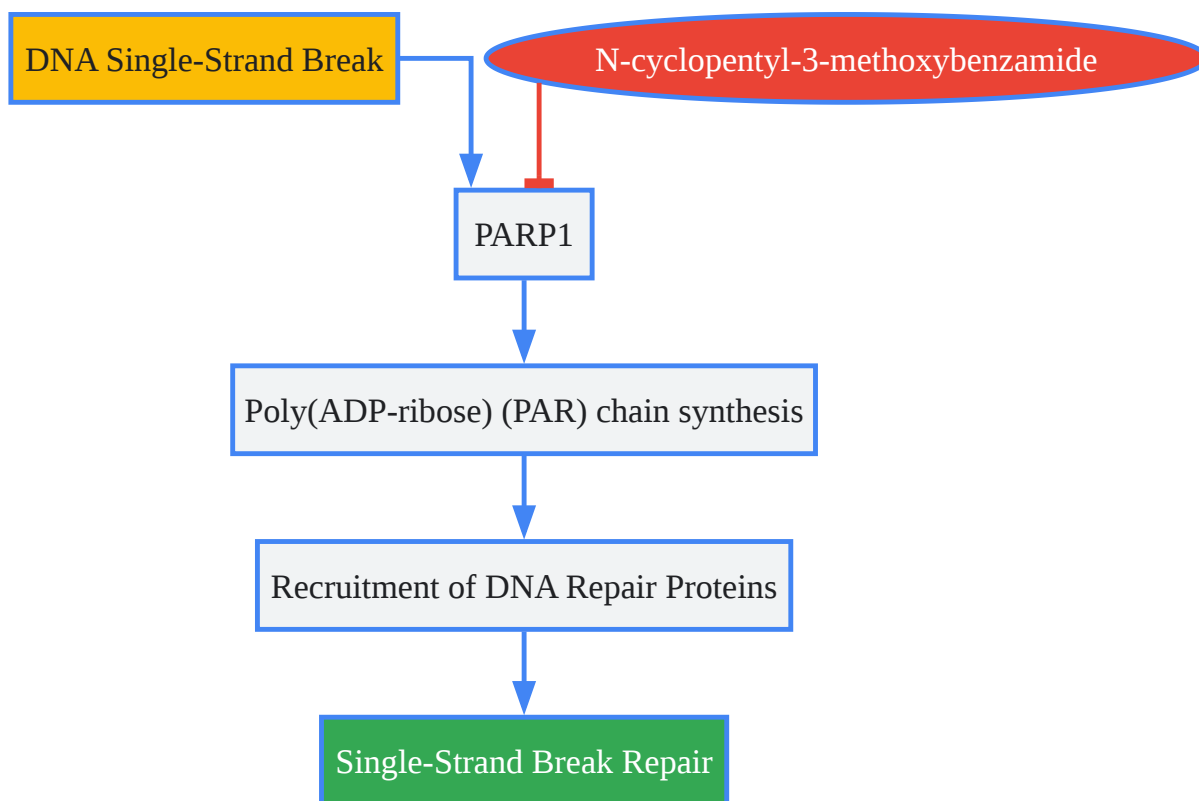 DNA Single-Strand Break
N-cyclopentyl-3-methoxybenzamide
PARP1
Poly(ADP-ribose) (PAR) chain synthesis
Recruitment of DNA Repair Proteins
Single-Strand Break Repair